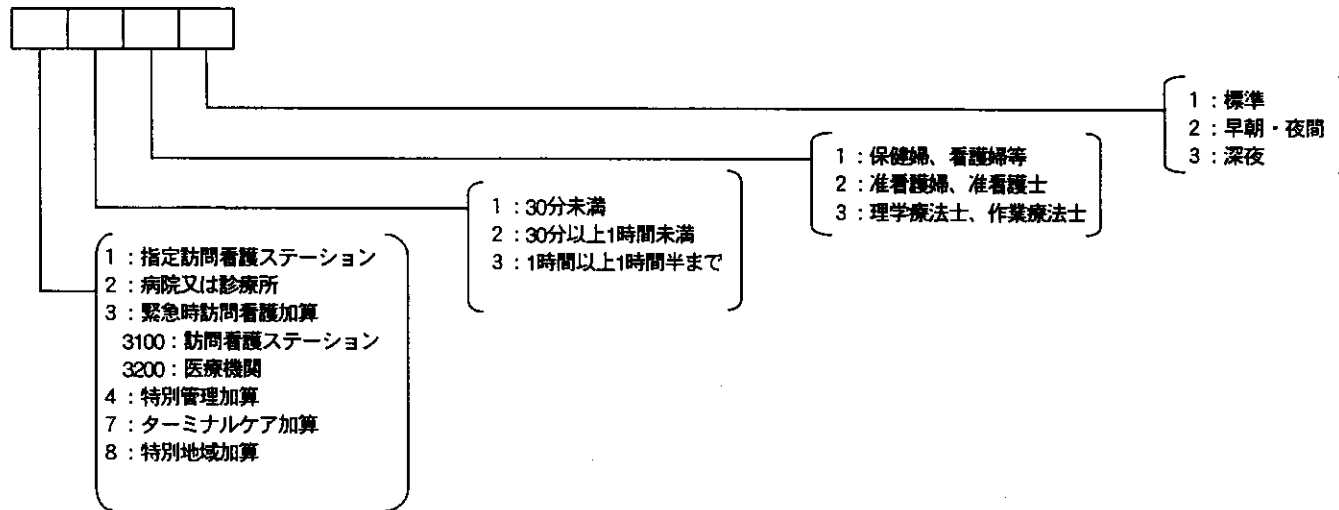 1：標準
2：早朝・夜間
3：深夜
1：保健婦、看護婦等
2：准看護婦、准看護士
3：理学療法士、作業療法士
1：30分未満
2：30分以上1時間未満
3：1時間以上1時間半まで
1：指定訪問看護ステーション
2：病院又は診療所
3：緊急時訪問看護加算
3100：訪問看護ステーション
3200：医療機関
4：特別管理加算
7：ターミナルケア加算
8：特別地域加算